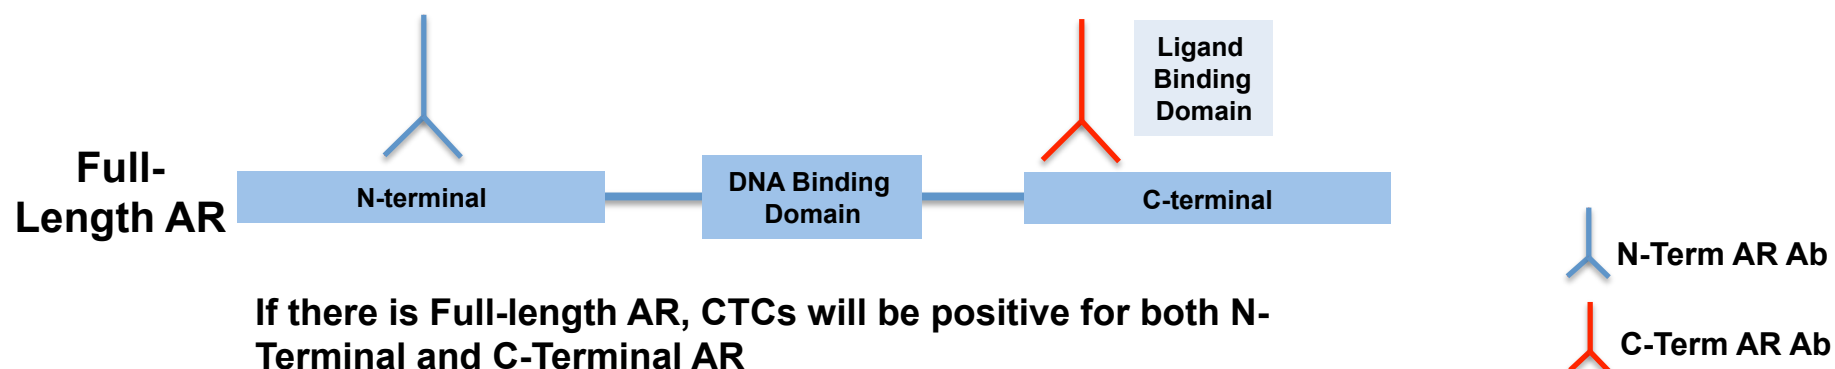 Ligand
Binding
Domain
Full-
Length AR
N-terminal
DNA Binding
Domain
C-terminal
N-Term AR Ab
If there is Full-length AR, CTCs will be positive for both N-
Terminal and C-Terminal AR
C-Term AR Ab